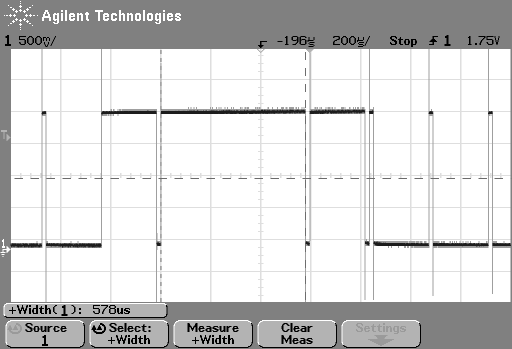 Agilent Technologies
1 500㎷/ -196㎲ 200㎲/ Stop 1 1.75V
T
1
+Width(1): 578us
Source Select: Measure Clear Settings
1 +Width +Width Meas